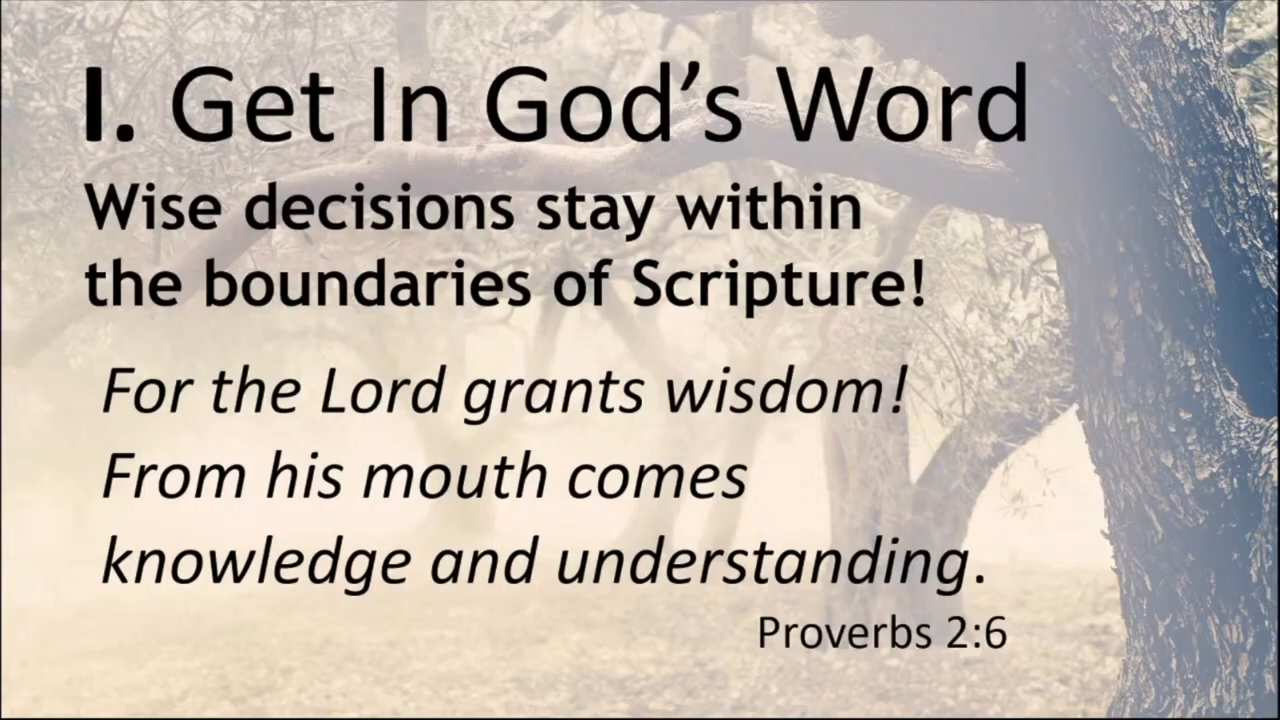 I. Get In God’s Word
Wise decisions stay within
the boundaries of Scripture!
For the Lord grants wisdom!
From his mouth comes
knowledge and understanding.
Proverbs 2:6